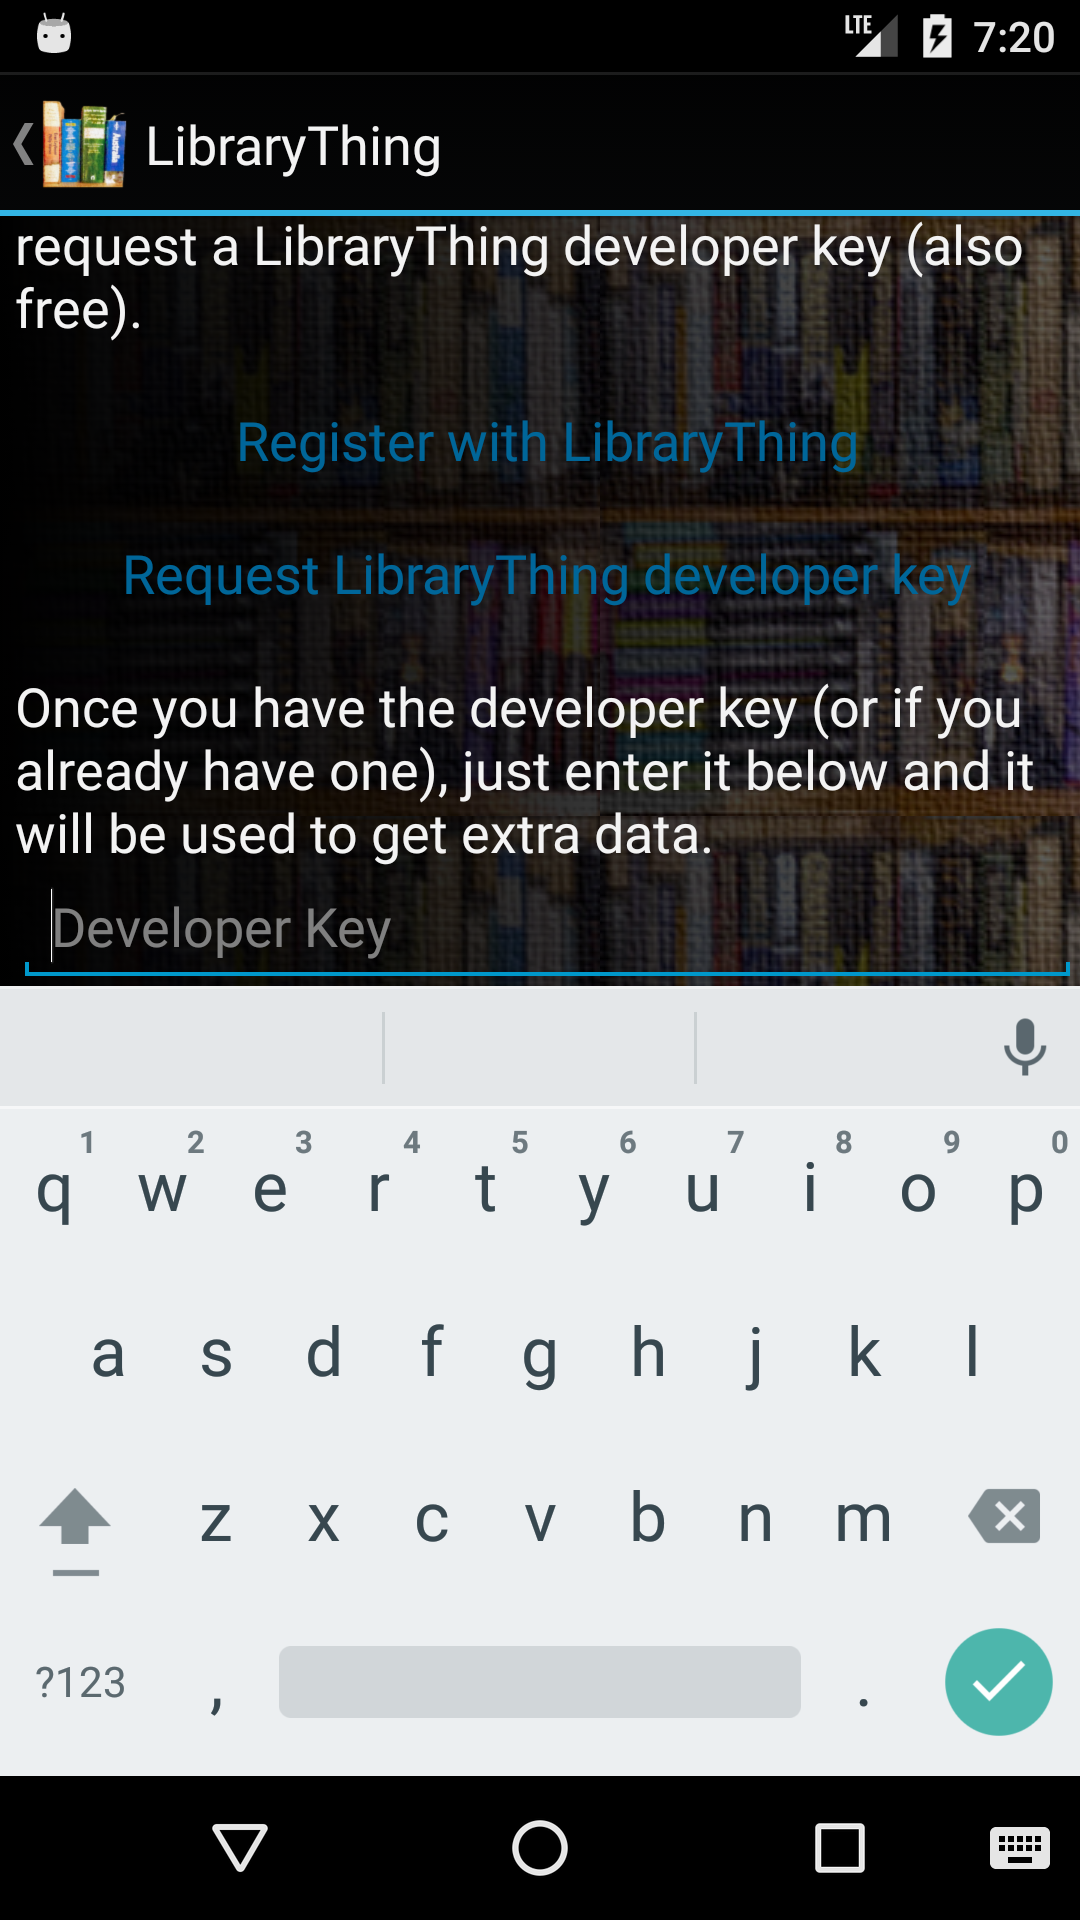 LTE 7:20
LibraryThing
request a LibraryThing developer key (also
free).
Register with LibraryThing
Request LibraryThing developer key
Once you have the developer key (or if you
already have one), just enter it below and it
will be used to get extra data.
Developer Key
1 2 3 4 5 6 7 8 9 0
q w e r t y u i o p
a s d f g h j k l
z x c v b n m
?123 , .